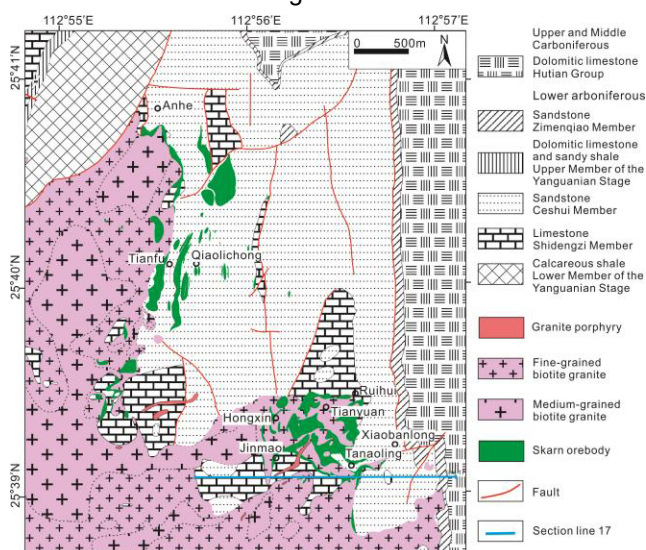 112°55'E
112°56'E
112°57'E
25°41'N
25°40'N
25°39'N
0 500m
N
Anhe
Tianfu
Qiaolichong
Ruihui
Hongxin
Tianyuan
Xiaobanlong
Jinmao
Tanaoling
Upper and Middle
Carboniferous
Dolomitic limestone
Hutian Group
Lower arboniferous
Sandstone
Zimenqiao Member
Dolomitic limestone
and sandy shale
Upper Member of the
Yanguanian Stage
Sandstone
Ceshui Member
Limestone
Shidengzi Member
Calcareous shale
Lower Member of the
Yanguanian Stage
Granite porphyry
Fine-grained
biotite granite
Medium-grained
biotite granite
Skarn orebody
Fault
Section line 17